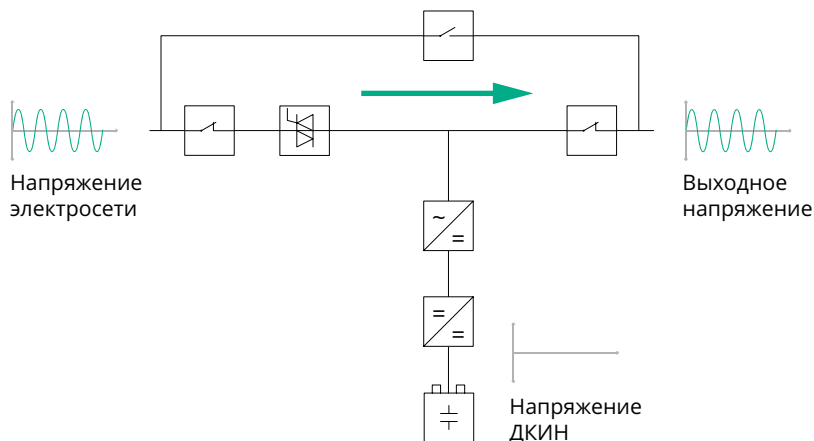 Напряжение
электросети
Выходное
напряжение
~
=
=
=
Напряжение
ДКИН